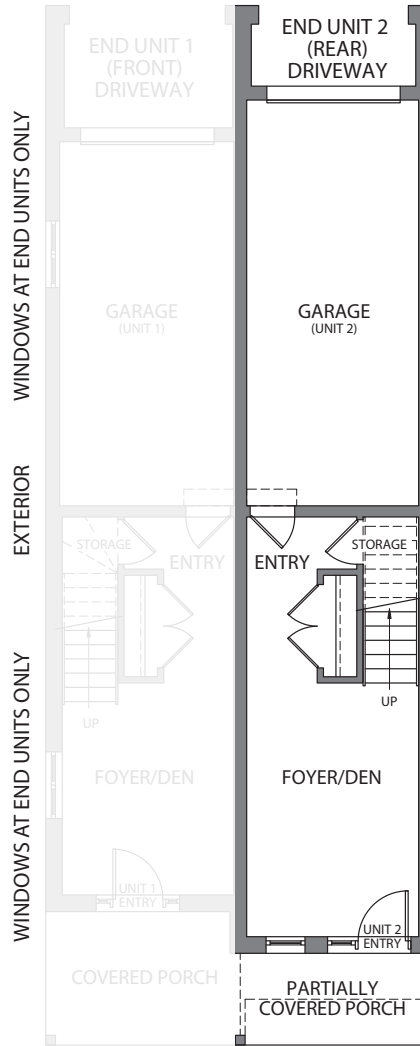 END UNIT 1
(FRONT)
DRIVEWAY
END UNIT 2
(REAR)
DRIVEWAY
WINDOWS AT END UNITS ONLY
GARAGE
(UNIT 1)
GARAGE
(UNIT 2)
EXTERIOR
STORAGE
ENTRY
ENTRY
STORAGE
UP
UP
WINDOWS AT END UNITS ONLY
FOYER/DEN
FOYER/DEN
UNIT 1
ENTRY
UNIT 2
ENTRY
COVERED PORCH
PARTIALLY
COVERED PORCH